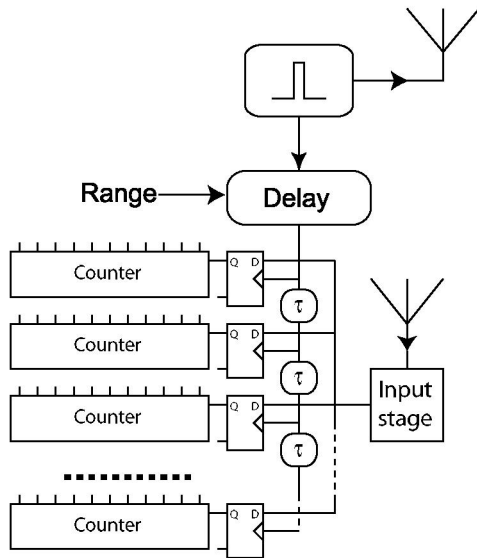 Range
Delay
Counter
Q D
τ
Counter
Q D
τ
Counter
Q D
Input
stage
τ
Counter
Q D